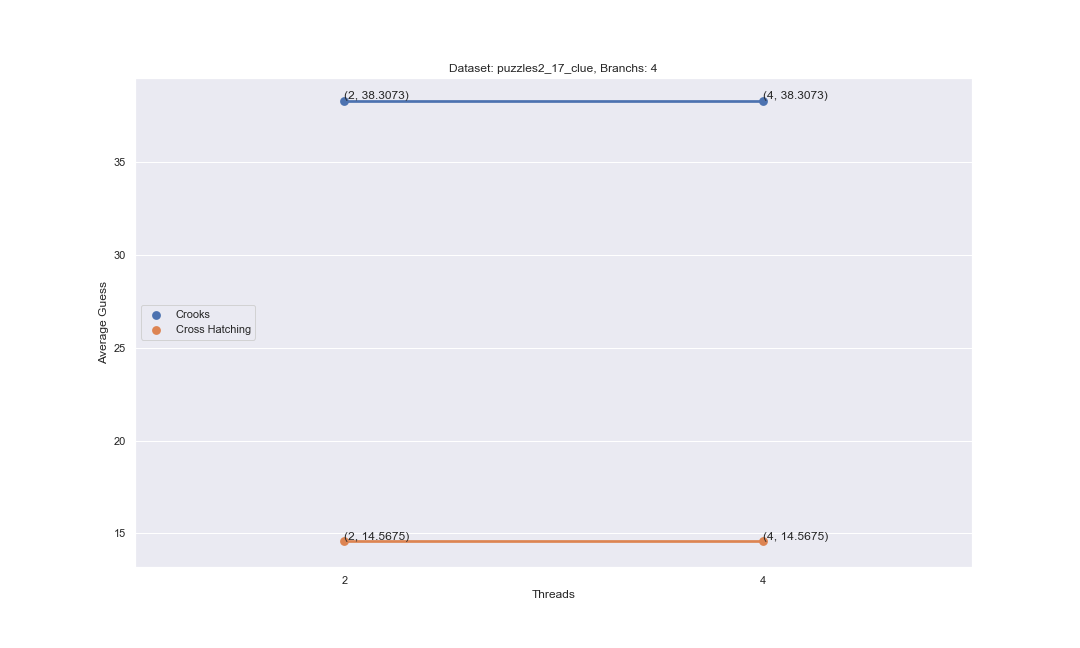 Dataset: puzzles2_17_clue, Branchs: 4
(2, 38.3073)
(4, 38.3073)
35
30
Average Guess
Crooks
Cross Hatching
25
20
15
(2, 14.5675)
(4, 14.5675)
2
4
Threads